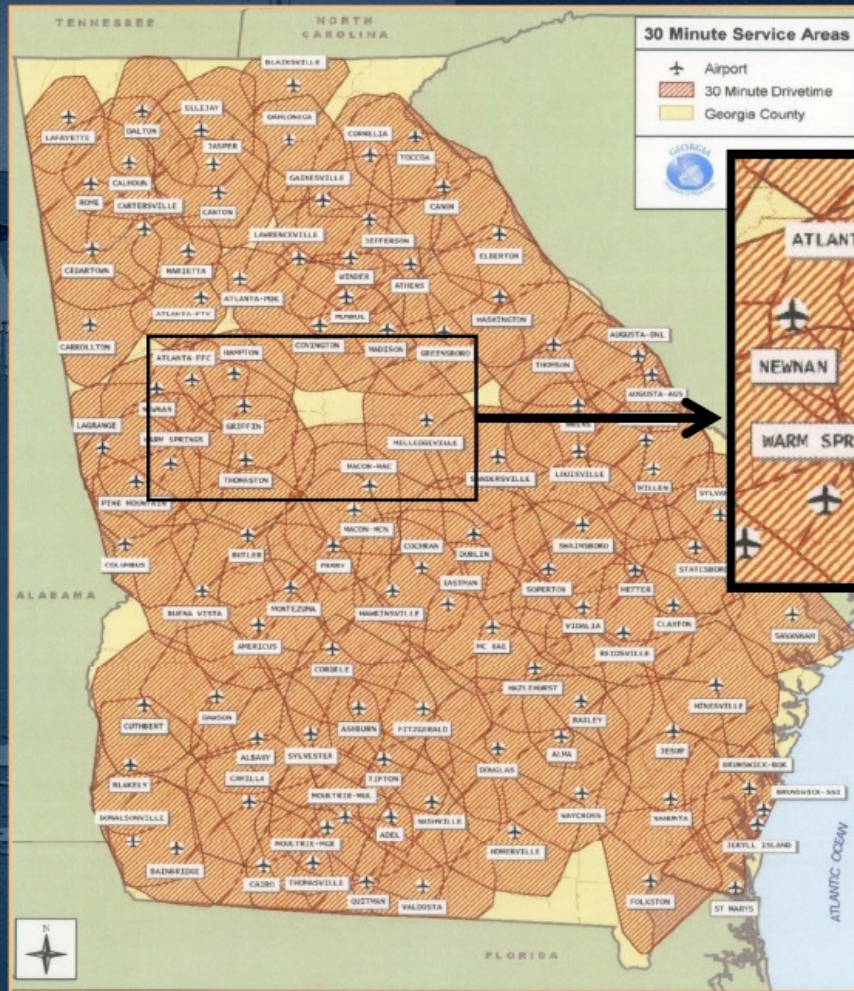 TENNESSEE
NORTH
CAROLINA
30 Minute Service Areas
Airport
30 Minute Drivetime
Georgia County
GEORGIA
BLAIRSVILLE
LAFAYETTE
DALTON
ELLIJAY
DAHLONEGA
JASPER
CORNELIA
TOCCOA
CALHOUN
GAINESVILLE
ROME
CARTERSVILLE
CANTON
CANON
LAWRENCEVILLE
JEFFERSON
CEDARTOWN
MARIETTA
WINDER
ATHENS
ELBERTON
ATLANTA-PDK
ATLANTA-FTY
MONROE
WASHINGTON
CARROLLTON
COVINGTON
MADISON
GREENSBORO
THOMSON
AUGUSTA-DNL
ATLANTA-FFC
HAMPTON
AUGUSTA-AGS
NEWNAN
LAGRANGE
GRIFFIN
WARM SPRINGS
MILLEDGEVILLE
MACON-MAC
THOMASTON
SANDERSVILLE
LOUISVILLE
MILLEN
SYLVAN
PINE MOUNTAIN
MACON-MCN
COLUMBUS
BUTLER
PERRY
COCHRAN
DUBLIN
SWAINSBORO
STATESBORO
EASTMAN
SOPERTON
METTER
ALABAMA
BUENA VISTA
MONTEZUMA
HAWKINSVILLE
VIDALIA
CLAXTON
SAVANNAH
AMERICUS
MC RAE
REIDSVILLE
CORDELE
HAZLEHURST
HINESVILLE
CUTHBERT
DAWSON
ASHBURN
FITZGERALD
BAXLEY
ALBANY
SYLVESTER
ALMA
JESUP
BLAKELY
CAMILLA
TIFTON
DOUGLAS
BRUNSWICK-BQK
MOULTRIE-MUL
BRUNSWICK-SSI
DONALSONVILLE
ADEL
NASHVILLE
WAYCROSS
NAHUNTA
MOULTRIE-MGR
HOMERVILLE
JEKYLL ISLAND
BAINBRIDGE
CAIRO
THOMASVILLE
QUITMAN
VALDOSTA
FOLKSTON
ST MARYS
ATLANTIC OCEAN
N
FLORIDA
ATLANT
NEWNAN
WARM SPR